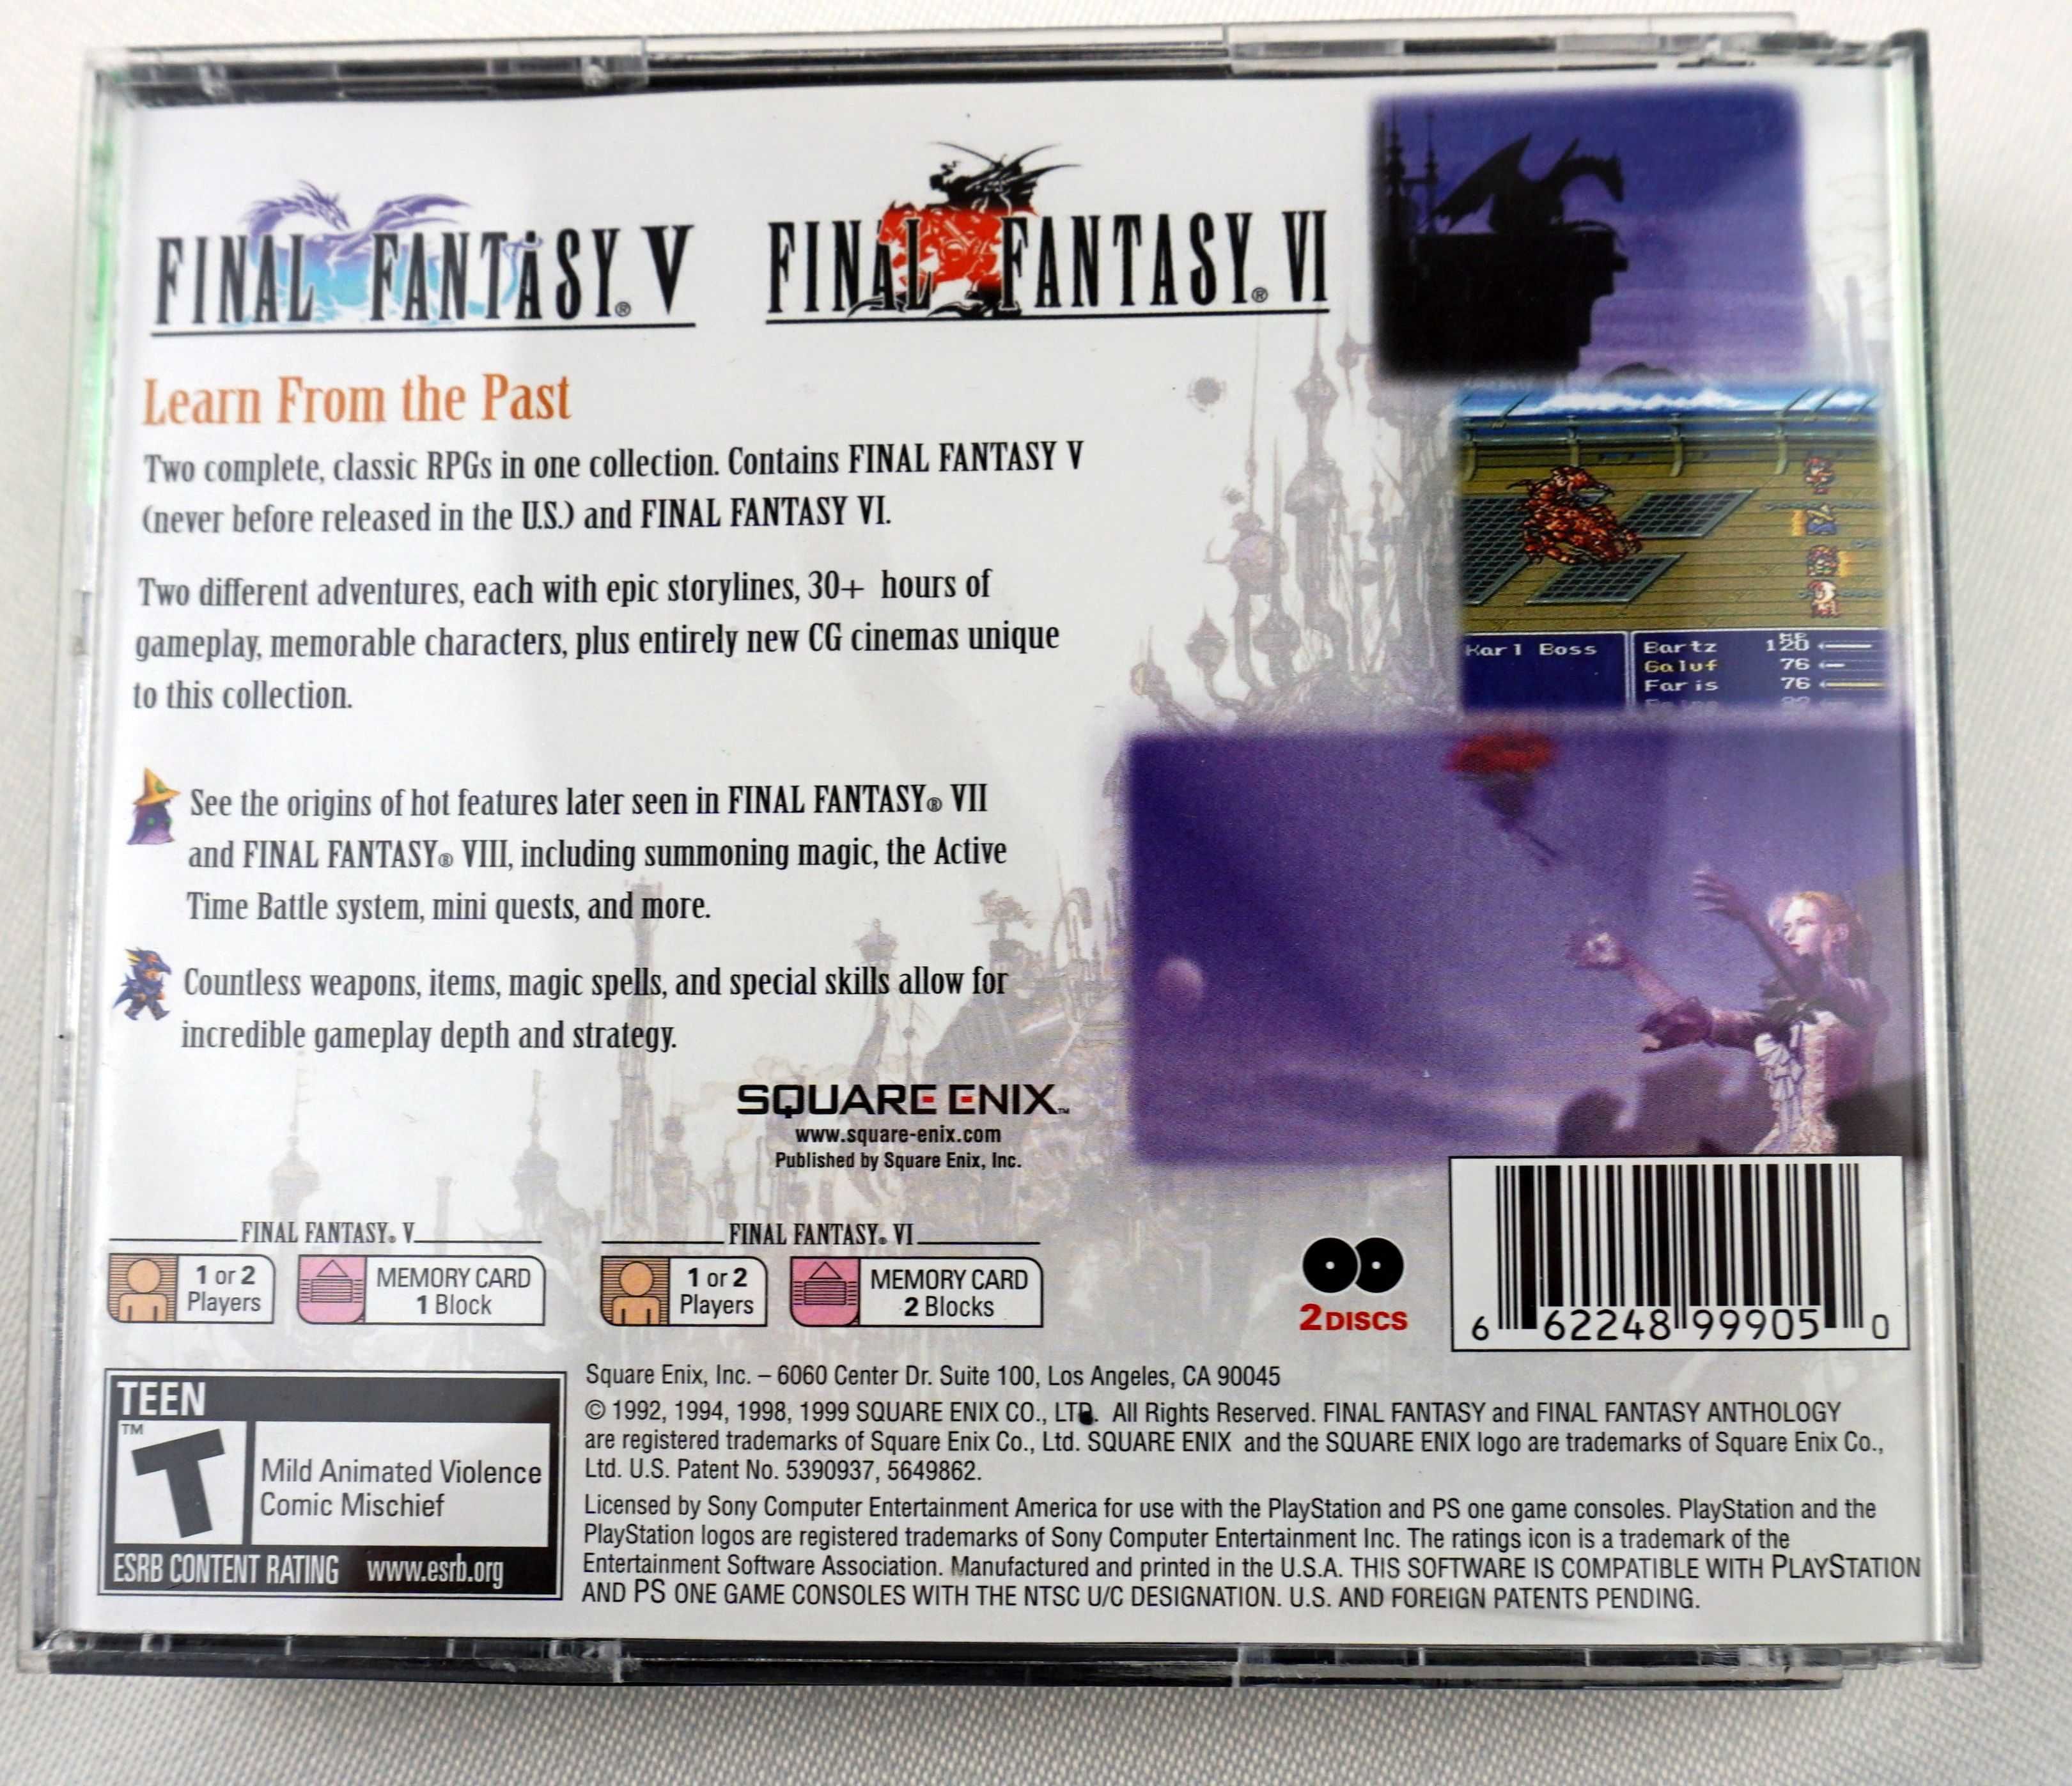 FINAL FANTASY® V
FINAL FANTASY® VI
Learn From the Past
Two complete, classic RPGs in one collection. Contains FINAL FANTASY V
(never before released in the U.S.) and FINAL FANTASY VI.
Two different adventures, each with epic storylines, 30+ hours of
gameplay, memorable characters, plus entirely new CG cinemas unique
to this collection.
See the origins of hot features later seen in FINAL FANTASY® VII
and FINAL FANTASY® VIII, including summoning magic, the Active
Time Battle system, mini quests, and more.
Countless weapons, items, magic spells, and special skills allow for
incredible gameplay depth and strategy.
Karl Boss
HP
Bartz 120
Galuf 76
Faris 76
SQUARE ENIX™
www.square-enix.com
Published by Square Enix, Inc.
FINAL FANTASY® V
1 or 2
Players
MEMORY CARD
1 Block
FINAL FANTASY® VI
1 or 2
Players
MEMORY CARD
2 Blocks
2 DISCS
6 62248 99905 0
TEEN
™
T
Mild Animated Violence
Comic Mischief
ESRB CONTENT RATING www.esrb.org
Square Enix, Inc. – 6060 Center Dr. Suite 100, Los Angeles, CA 90045
© 1992, 1994, 1998, 1999 SQUARE ENIX CO., LTD. All Rights Reserved. FINAL FANTASY and FINAL FANTASY ANTHOLOGY
are registered trademarks of Square Enix Co., Ltd. SQUARE ENIX and the SQUARE ENIX logo are trademarks of Square Enix Co.,
Ltd. U.S. Patent No. 5390937, 5649862.
Licensed by Sony Computer Entertainment America for use with the PlayStation and PS one game consoles. PlayStation and the
PlayStation logos are registered trademarks of Sony Computer Entertainment Inc. The ratings icon is a trademark of the
Entertainment Software Association. Manufactured and printed in the U.S.A. THIS SOFTWARE IS COMPATIBLE WITH PLAYSTATION
AND PS ONE GAME CONSOLES WITH THE NTSC U/C DESIGNATION. U.S. AND FOREIGN PATENTS PENDING.